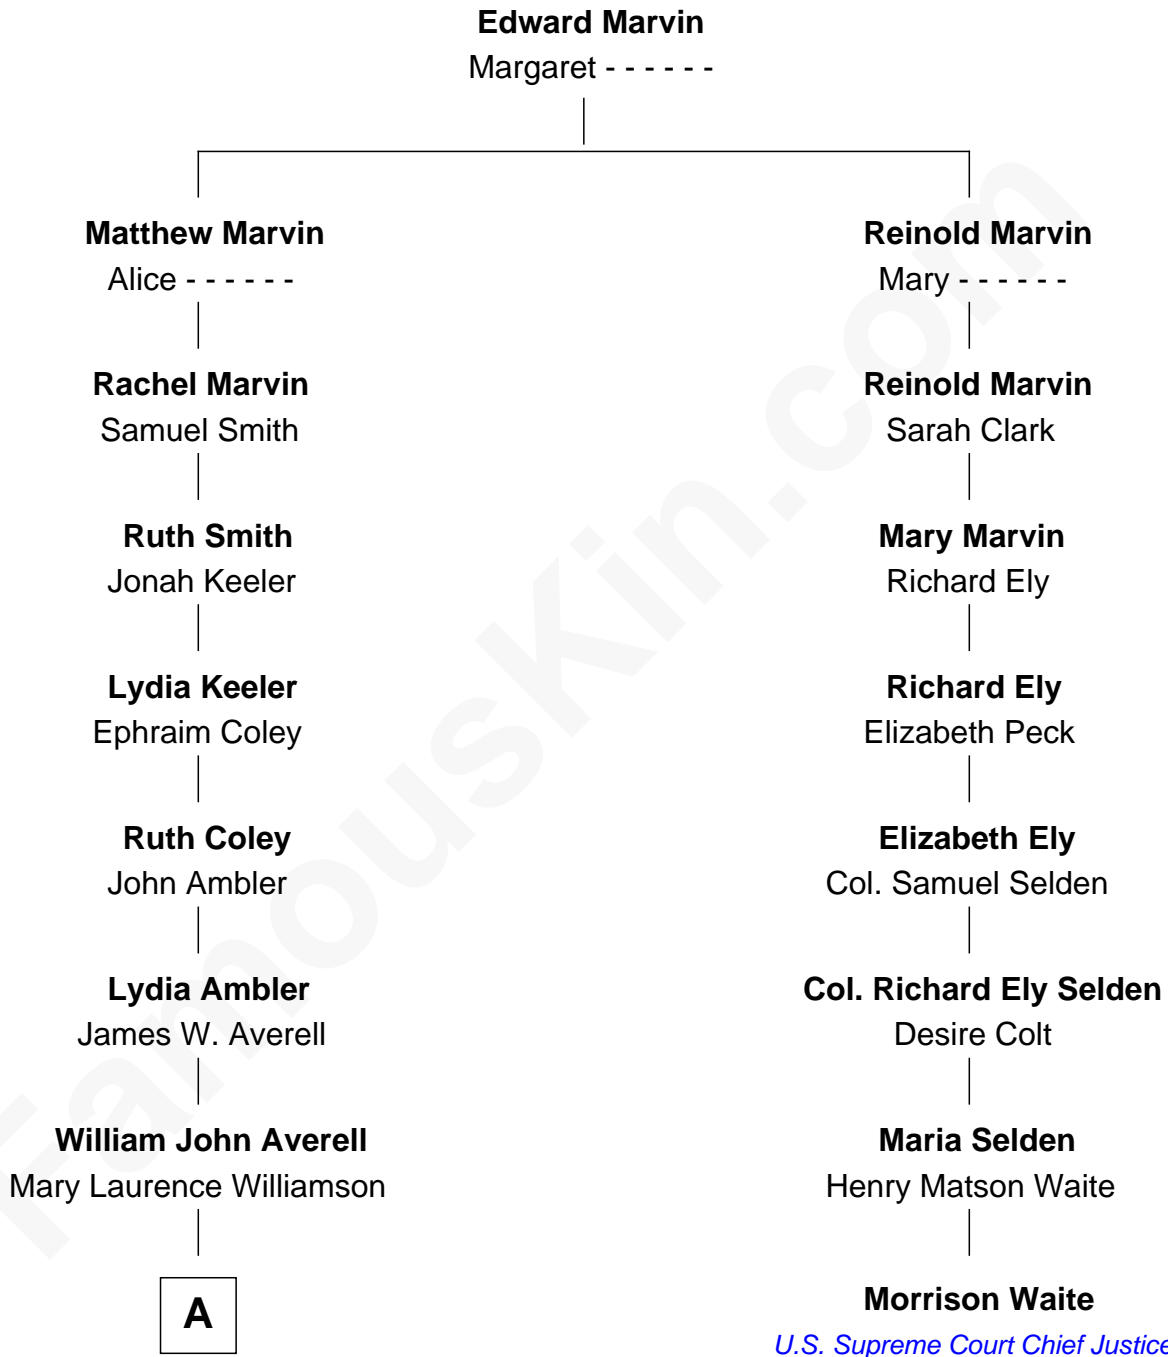 Edward Marvin
Margaret - - - - - -
Matthew Marvin
Alice - - - - - -
Rachel Marvin
Samuel Smith
Ruth Smith
Jonah Keeler
Lydia Keeler
Ephraim Coley
Ruth Coley
John Ambler
Lydia Ambler
James W. Averell
William John Averell
Mary Laurence Williamson
A
Reinold Marvin
Mary - - - - - -
Reinold Marvin
Sarah Clark
Mary Marvin
Richard Ely
Richard Ely
Elizabeth Peck
Elizabeth Ely
Col. Samuel Selden
Col. Richard Ely Selden
Desire Colt
Maria Selden
Henry Matson Waite
Morrison Waite
U.S. Supreme Court Chief Justice
FamousKin.com